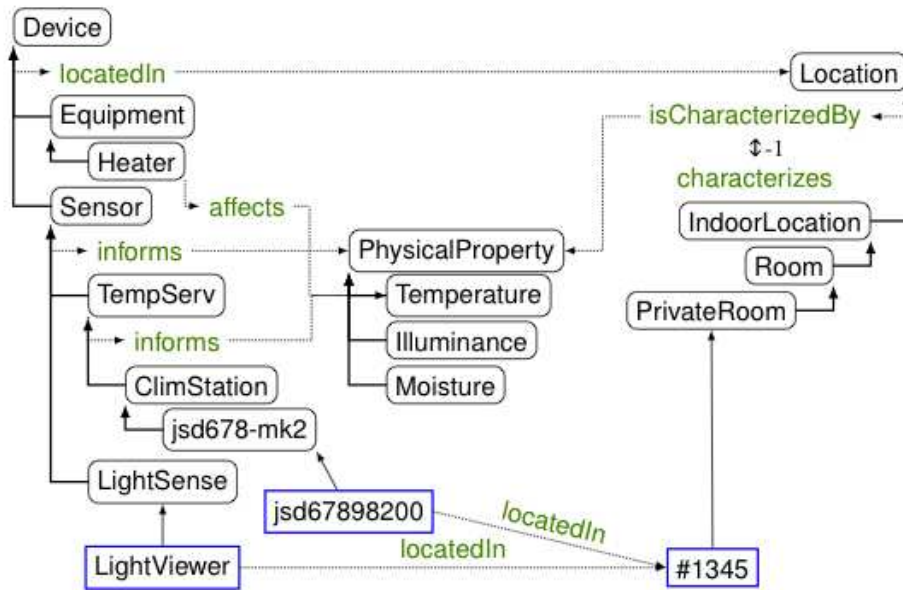 Device
locatedIn
Location
Equipment
isCharacterizedBy
Heater
↕-1
characterizes
Sensor
affects
IndoorLocation
informs
PhysicalProperty
Room
TempServ
Temperature
PrivateRoom
informs
Illuminance
ClimStation
Moisture
jsd678-mk2
LightSense
jsd67898200
locatedIn
locatedIn
LightViewer
#1345